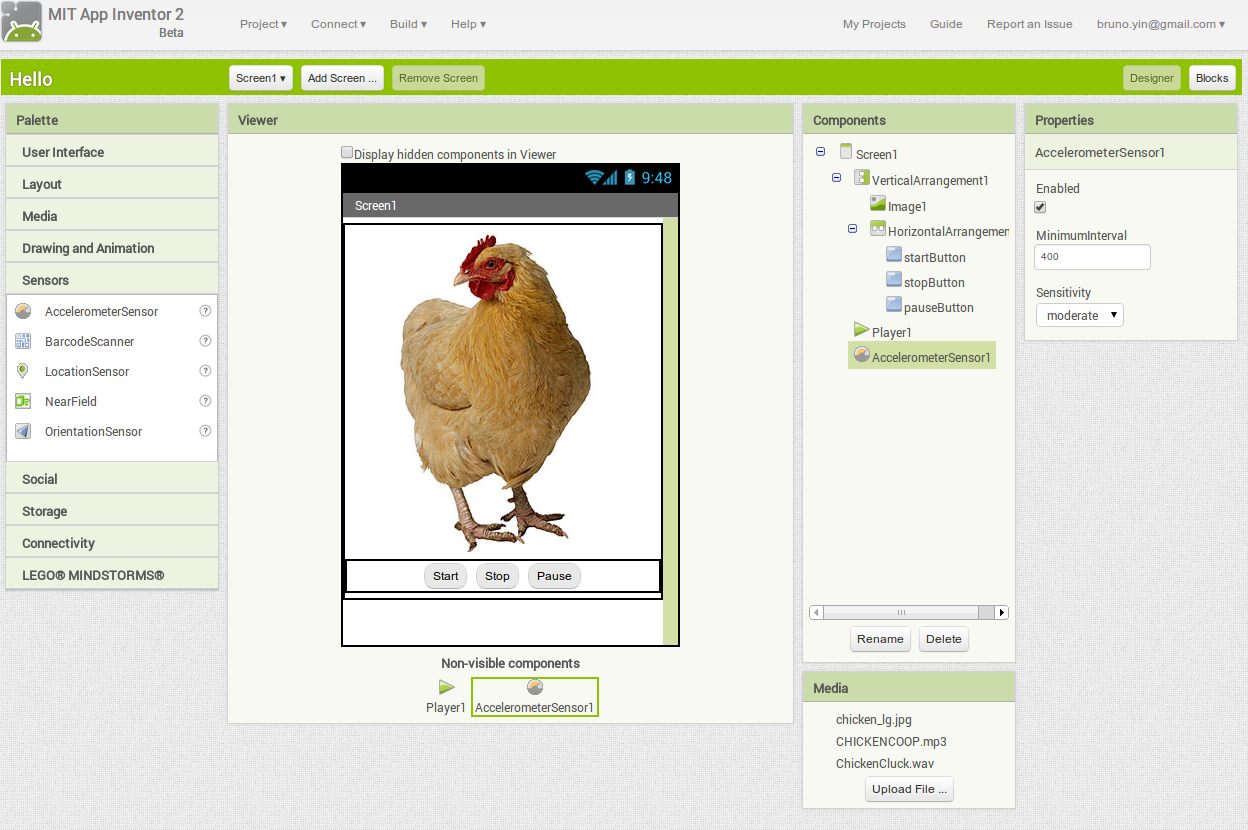 MIT App Inventor 2
Beta
Project ▾ Connect ▾ Build ▾ Help ▾
My Projects Guide Report an Issue bruno.yin@gmail.com ▾
Hello
Screen1 ▾ Add Screen ... Remove Screen
Designer Blocks
Palette
User Interface
Layout
Media
Drawing and Animation
Sensors
AccelerometerSensor ?
BarcodeScanner ?
LocationSensor ?
NearField ?
OrientationSensor ?
Social
Storage
Connectivity
LEGO® MINDSTORMS®
Viewer
Display hidden components in Viewer
9:48
Screen1
Start Stop Pause
Non-visible components
Player1 AccelerometerSensor1
Components
Screen1
VerticalArrangement1
Image1
HorizontalArrangemen
startButton
stopButton
pauseButton
Player1
AccelerometerSensor1
Rename Delete
Media
chicken_lg.jpg
CHICKENCOOP.mp3
ChickenCluck.wav
Upload File ...
Properties
AccelerometerSensor1
Enabled
MinimumInterval
400
Sensitivity
moderate ▾